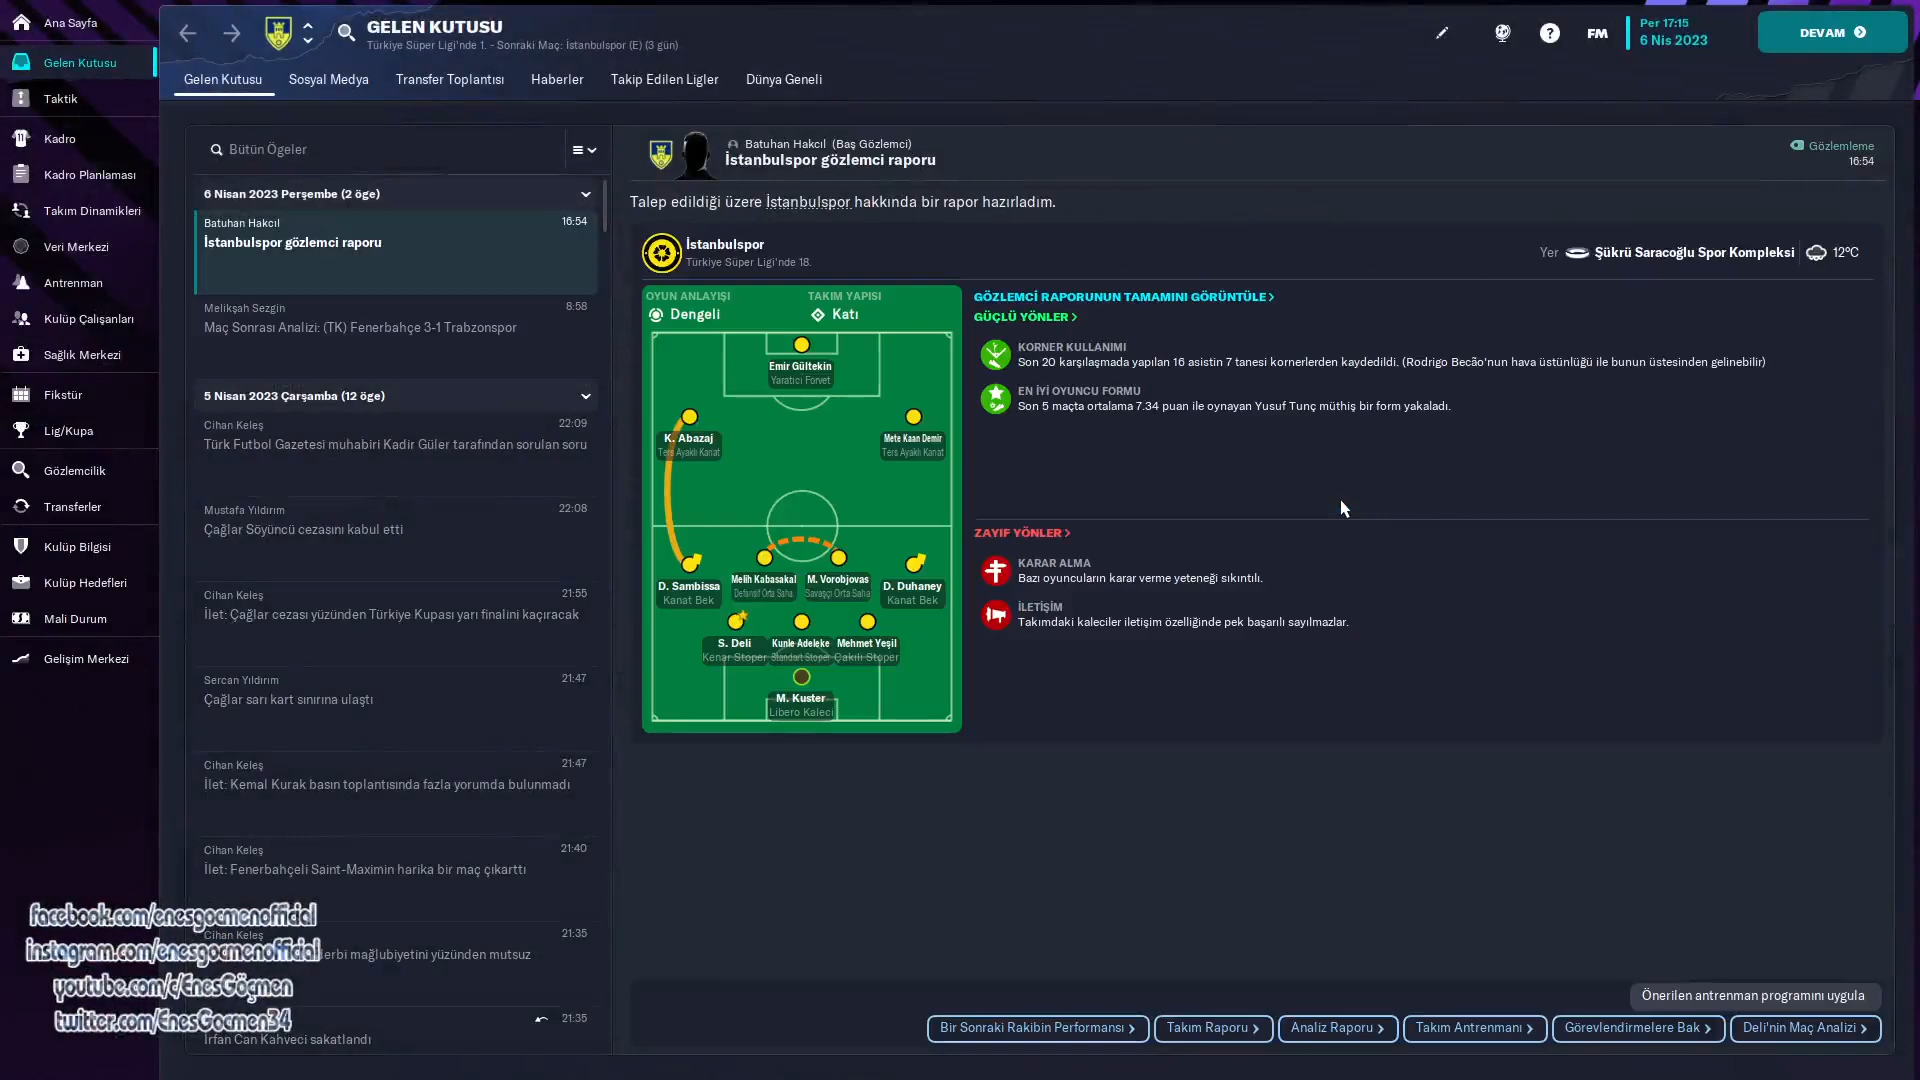 Ana Sayfa
Gelen Kutusu
Taktik
Kadro
Kadro Planlaması
Takım Dinamikleri
Veri Merkezi
Antrenman
Kulüp Çalışanları
Sağlık Merkezi
Fikstür
Lig/Kupa
Gözlemcilik
Transferler
Kulüp Bilgisi
Kulüp Hedefleri
Mali Durum
Gelişim Merkezi
facebook.com/enesgocmenofficial
instagram.com/enesgocmenofficial
youtube.com/c/EnesGöçmen
twitter.com/EnesGocmen34
GELEN KUTUSU
Türkiye Süper Ligi'nde 1. - Sonraki Maç: İstanbulspor (E) (3 gün)
FM
Per 17:15
6 Nis 2023
DEVAM
Gelen Kutusu Sosyal Medya Transfer Toplantısı Haberler Takip Edilen Ligler Dünya Geneli
Bütün Ögeler
6 Nisan 2023 Perşembe (2 öge)
Batuhan Hakcıl 16:54
İstanbulspor gözlemci raporu
Melikşah Sezgin 8:58
Maç Sonrası Analizi: (TK) Fenerbahçe 3-1 Trabzonspor
5 Nisan 2023 Çarşamba (12 öge)
Cihan Keleş 22:09
Türk Futbol Gazetesi muhabiri Kadir Güler tarafından sorulan soru
Mustafa Yıldırım 22:08
Çağlar Söyüncü cezasını kabul etti
Cihan Keleş 21:55
İlet: Çağlar cezası yüzünden Türkiye Kupası yarı finalini kaçıracak
Sercan Yıldırım 21:47
Çağlar sarı kart sınırına ulaştı
Cihan Keleş 21:47
İlet: Kemal Kurak basın toplantısında fazla yorumda bulunmadı
Cihan Keleş 21:40
İlet: Fenerbahçeli Saint-Maximin harika bir maç çıkarttı
Cihan Keleş 21:35
mağlubiyetini yüzünden mutsuz
21:35
İrfan Can Kahveci sakatlandı
Batuhan Hakcıl (Baş Gözlemci)
İstanbulspor gözlemci raporu
Gözlemleme
16:54
Talep edildiği üzere İstanbulspor hakkında bir rapor hazırladım.
İstanbulspor
Türkiye Süper Ligi'nde 18.
Yer Şükrü Saracoğlu Spor Kompleksi 12°C
OYUN ANLAYIŞI TAKIM YAPISI
Dengeli Katı
Emir Gültekin
Yaratıcı Forvet
K. Abazaj Mete Kaan Demir
Ters Ayaklı Kanat Ters Ayaklı Kanat
D. Sambissa Melih Kabasakal M. Vorobjovas D. Duhaney
Kanat Bek Defansif Orta Saha Savaşçı Orta Saha Kanat Bek
S. Deli Kunle Adeleke Mehmet Yeşil
Kenar Stoper Standart Stoper Çakılı Stoper
M. Kuster
Libero Kaleci
GÖZLEMCİ RAPORUNUN TAMAMINI GÖRÜNTÜLE
GÜÇLÜ YÖNLER
KORNER KULLANIMI
Son 20 karşılaşmada yapılan 16 asistin 7 tanesi kornerlerden kaydedildi. (Rodrigo Becão'nun hava üstünlüğü ile bunun üstesinden gelinebilir)
EN İYİ OYUNCU FORMU
Son 5 maçta ortalama 7.34 puan ile oynayan Yusuf Tunç müthiş bir form yakaladı.
ZAYIF YÖNLER
KARAR ALMA
Bazı oyuncuların karar verme yeteneği sıkıntılı.
İLETİŞİM
Takımdaki kaleciler iletişim özelliğinde pek başarılı sayılmazlar.
Önerilen antrenman programını uygula
Bir Sonraki Rakibin Performansı Takım Raporu Analiz Raporu Takım Antrenmanı Görevlendirmelere Bak Deli'nin Maç Analizi